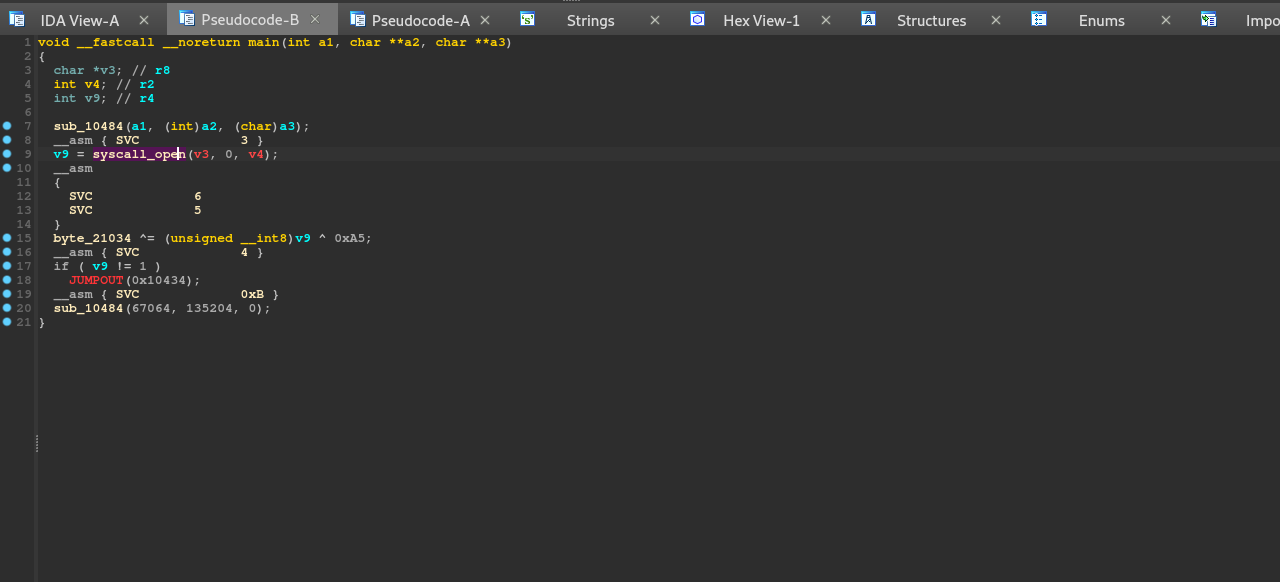 IDA View-A Pseudocode-B Pseudocode-A Strings Hex View-1 Structures Enums Impo
1 void __fastcall __noreturn main(int a1, char **a2, char **a3)
2 {
3   char *v3; // r8
4   int v4; // r2
5   int v9; // r4
6
7   sub_10484(a1, (int)a2, (char)a3);
8   __asm { SVC             3 }
9   v9 = syscall_open(v3, 0, v4);
10   __asm
11   {
12     SVC             6
13     SVC             5
14   }
15   byte_21034 ^= (unsigned __int8)v9 ^ 0xA5;
16   __asm { SVC             4 }
17   if ( v9 != 1 )
18     JUMPOUT(0x10434);
19   __asm { SVC             0xB }
20   sub_10484(67064, 135204, 0);
21 }